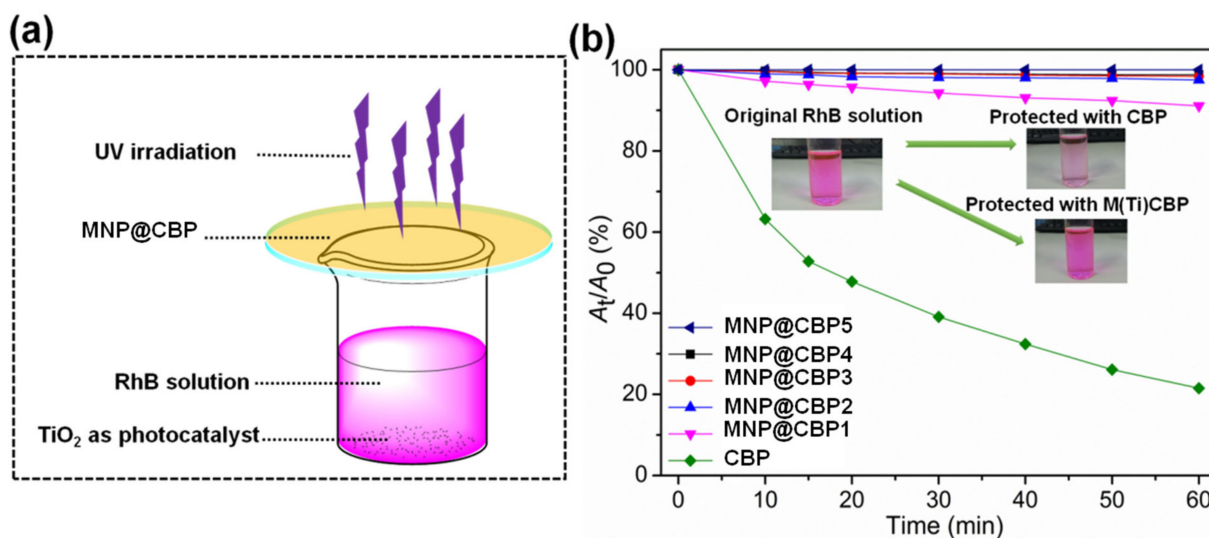 (a)
UV irradiation
MNP@CBP
RhB solution
TiO₂ as photocatalyst
(b)
100
80
60
40
20
0
Aₜ/A₀ (%)
Original RhB solution
Protected with CBP
Protected with M(Ti)CBP
MNP@CBP5
MNP@CBP4
MNP@CBP3
MNP@CBP2
MNP@CBP1
CBP
0 10 20 30 40 50 60
Time (min)